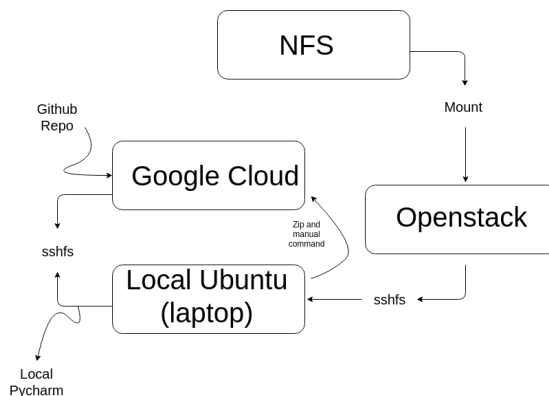 NFS
Mount
Github
Repo
Google Cloud
Openstack
Zip and
manual
command
sshfs
Local Ubuntu
(laptop)
sshfs
Local
Pycharm